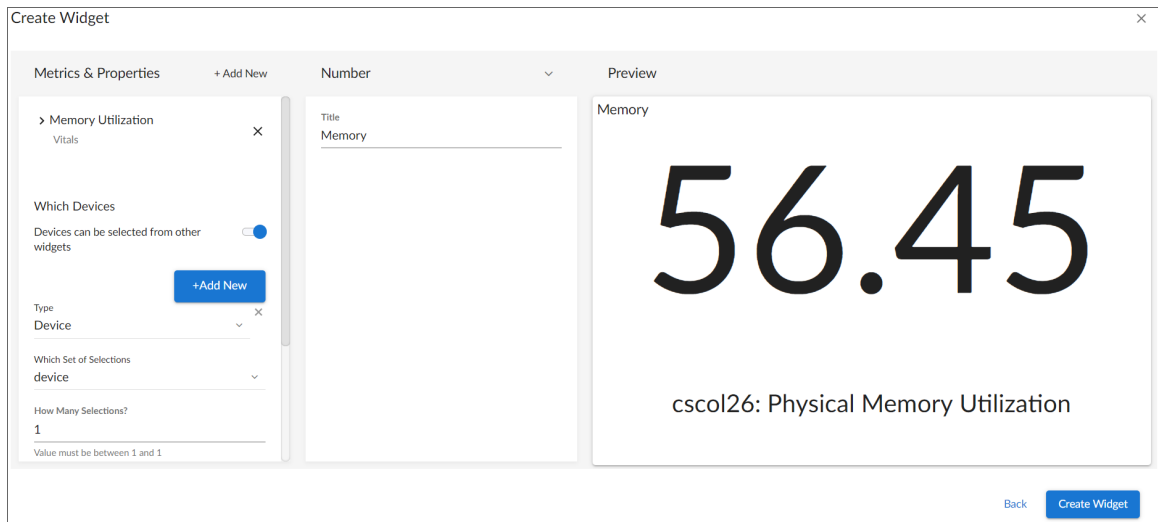 Create Widget
Metrics & Properties
+ Add New
Memory Utilization
Vitals
Which Devices
Devices can be selected from other
widgets
+Add New
Type
Device
Which Set of Selections
device
How Many Selections?
1
Value must be between 1 and 1
Number
Title
Memory
Preview
Memory
56.45
cscol26: Physical Memory Utilization
Back
Create Widget